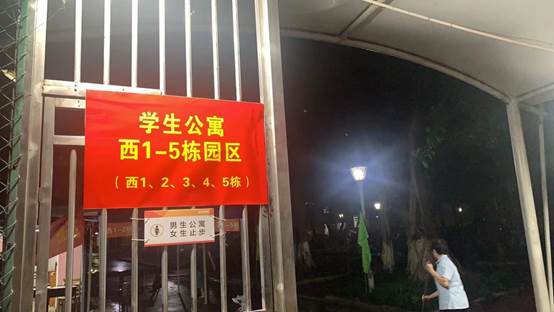 学生公寓
西1-5栋园区
（西1、2、3、4、5栋）
男生公寓
女生止步